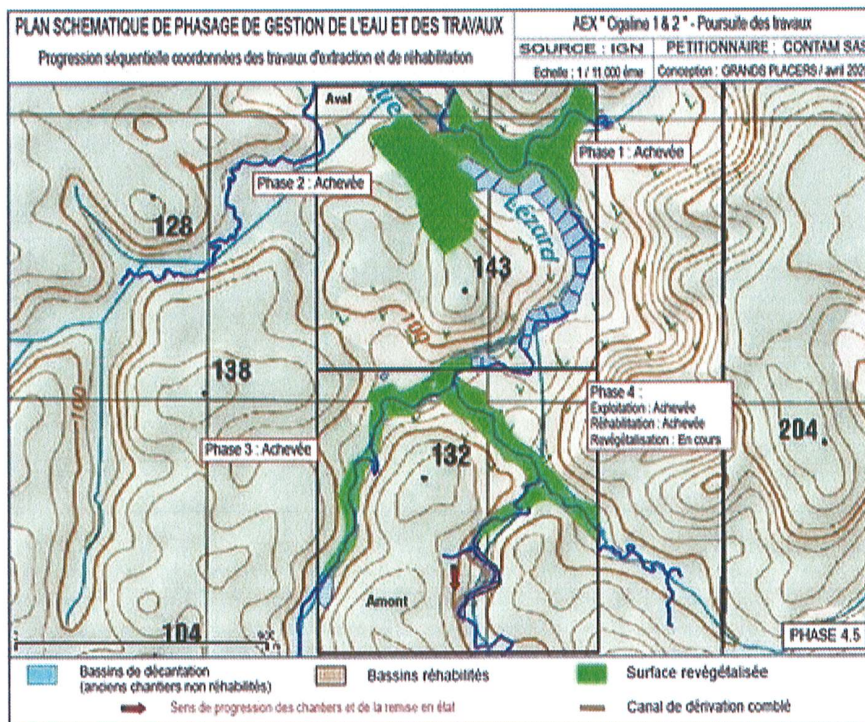 PLAN SCHEMATIQUE DE PHASAGE DE GESTION DE L'EAU ET DES TRAVAUX
Progression séquentielle coordonnées des travaux d'extraction et de réhabilitation
AEX " Cigaline 1 & 2 " - Poursuite des travaux
SOURCE : IGN
PETITIONNAIRE : CONTAM SAS
Echelle : 1 / 11 000 ème
Conception : GRANDS PLACERS / avril
Aval
Phase 1 : Achevée
Phase 2 : Achevée
Lézard
128
143
100
138
100
Phase 4 :
Exploitation : Achevée
Réhabilitation : Achevée
Revégétalisation : En cours
204
Phase 3 : Achevée
132
Amont
104
PHASE 4.5
Bassins de décantation
(anciens chantiers non réhabilités)
Bassins réhabilités
Surface revégétalisée
Sens de progression des chantiers et de la remise en état
Canal de dérivation comblé